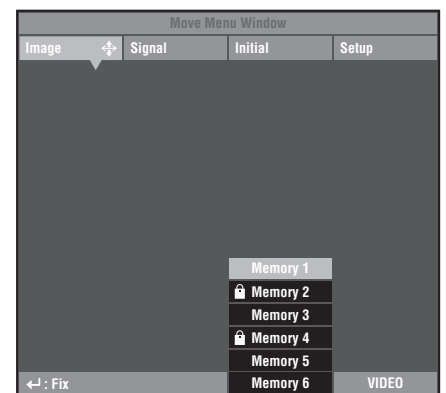 Move Menu Window
Image Signal Initial Setup
Memory 1
Memory 2
Memory 3
Memory 4
Memory 5
↵ : Fix Memory 6 VIDEO